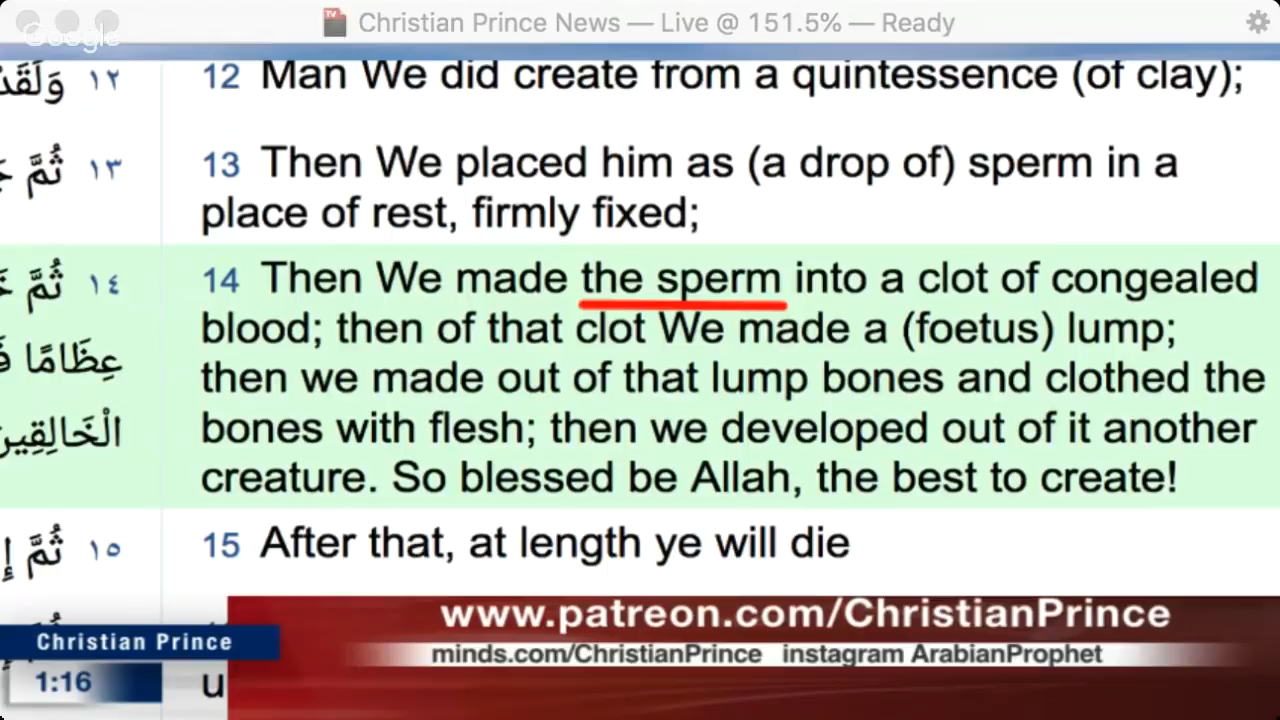 Christian Prince News — Live @ 151.5% — Ready
Google
12 Man We did create from a quintessence (of clay);
١٢ وَلَقَدْ
13 Then We placed him as (a drop of) sperm in a
place of rest, firmly fixed;
١٣ ثُمَّ
14 Then We made the sperm into a clot of congealed
blood; then of that clot We made a (foetus) lump;
then we made out of that lump bones and clothed the
bones with flesh; then we developed out of it another
creature. So blessed be Allah, the best to create!
١٤ ثُمَّ
عِظَامًا
الْخَالِقِين
15 After that, at length ye will die
١٥ ثُمَّ
www.patreon.com/ChristianPrince
Christian Prince
minds.com/ChristianPrince instagram ArabianProphet
1:16
u